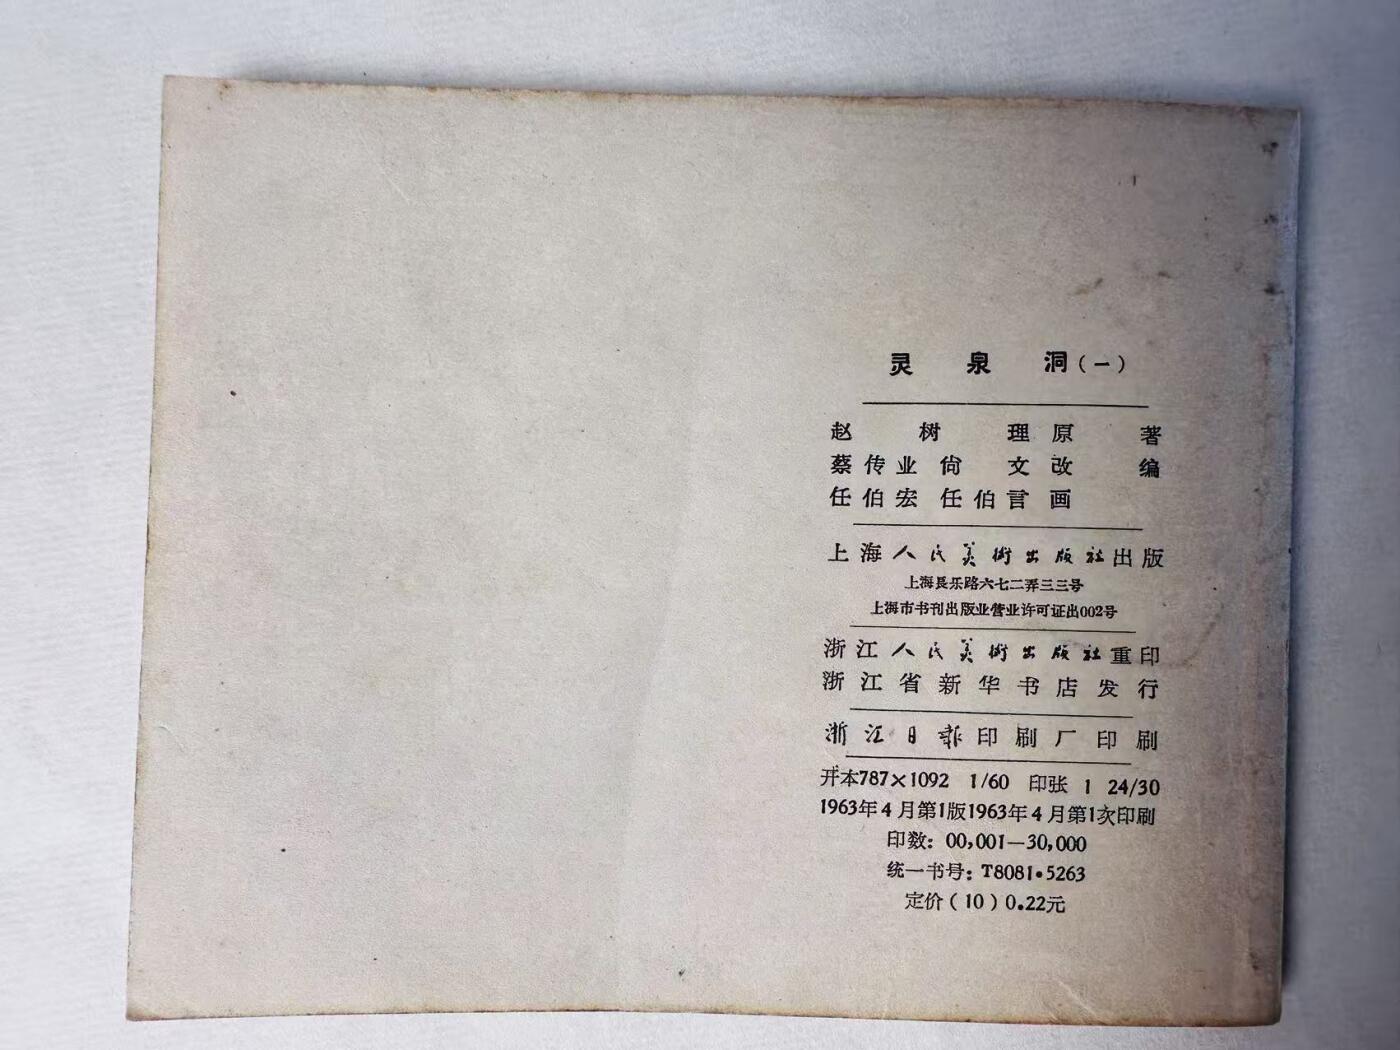 灵泉洞（一）
赵树理原著
蔡传业 尚文改编
任伯宏 任伯言画
上海人民美術出版社出版
上海长乐路六七二弄三三号
上海市书刊出版业营业许可证出002号
浙江人民美術出版社重印
浙江省新华书店发行
浙江日报印刷厂印刷
开本787×1092 1/60 印张 1 24/30
1963年4月第1版1963年4月第1次印刷
印数：00,001—30,000
统一书号：T8081·5263
定价（10）0.22元